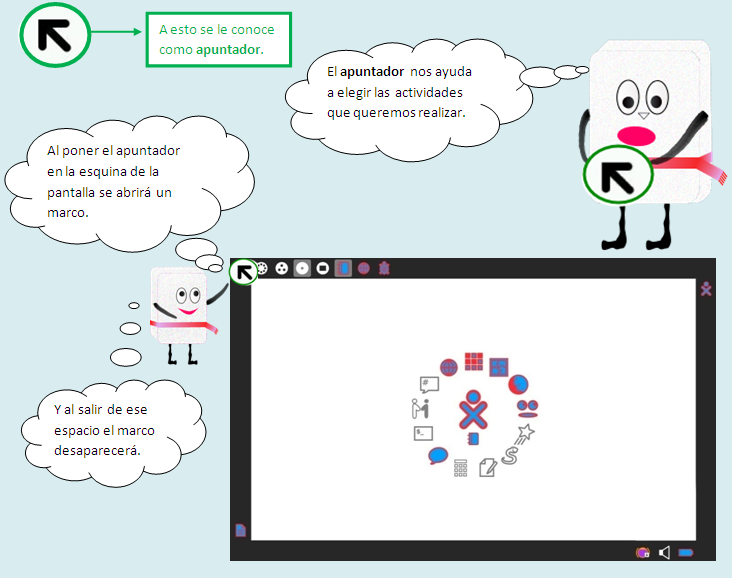 A esto se le conoce
como apuntador.
El apuntador nos ayuda
a elegir las actividades
que queremos realizar.
Al poner el apuntador
en la esquina de la
pantalla se abrirá un
marco.
Y al salir de ese
espacio el marco
desaparecerá.